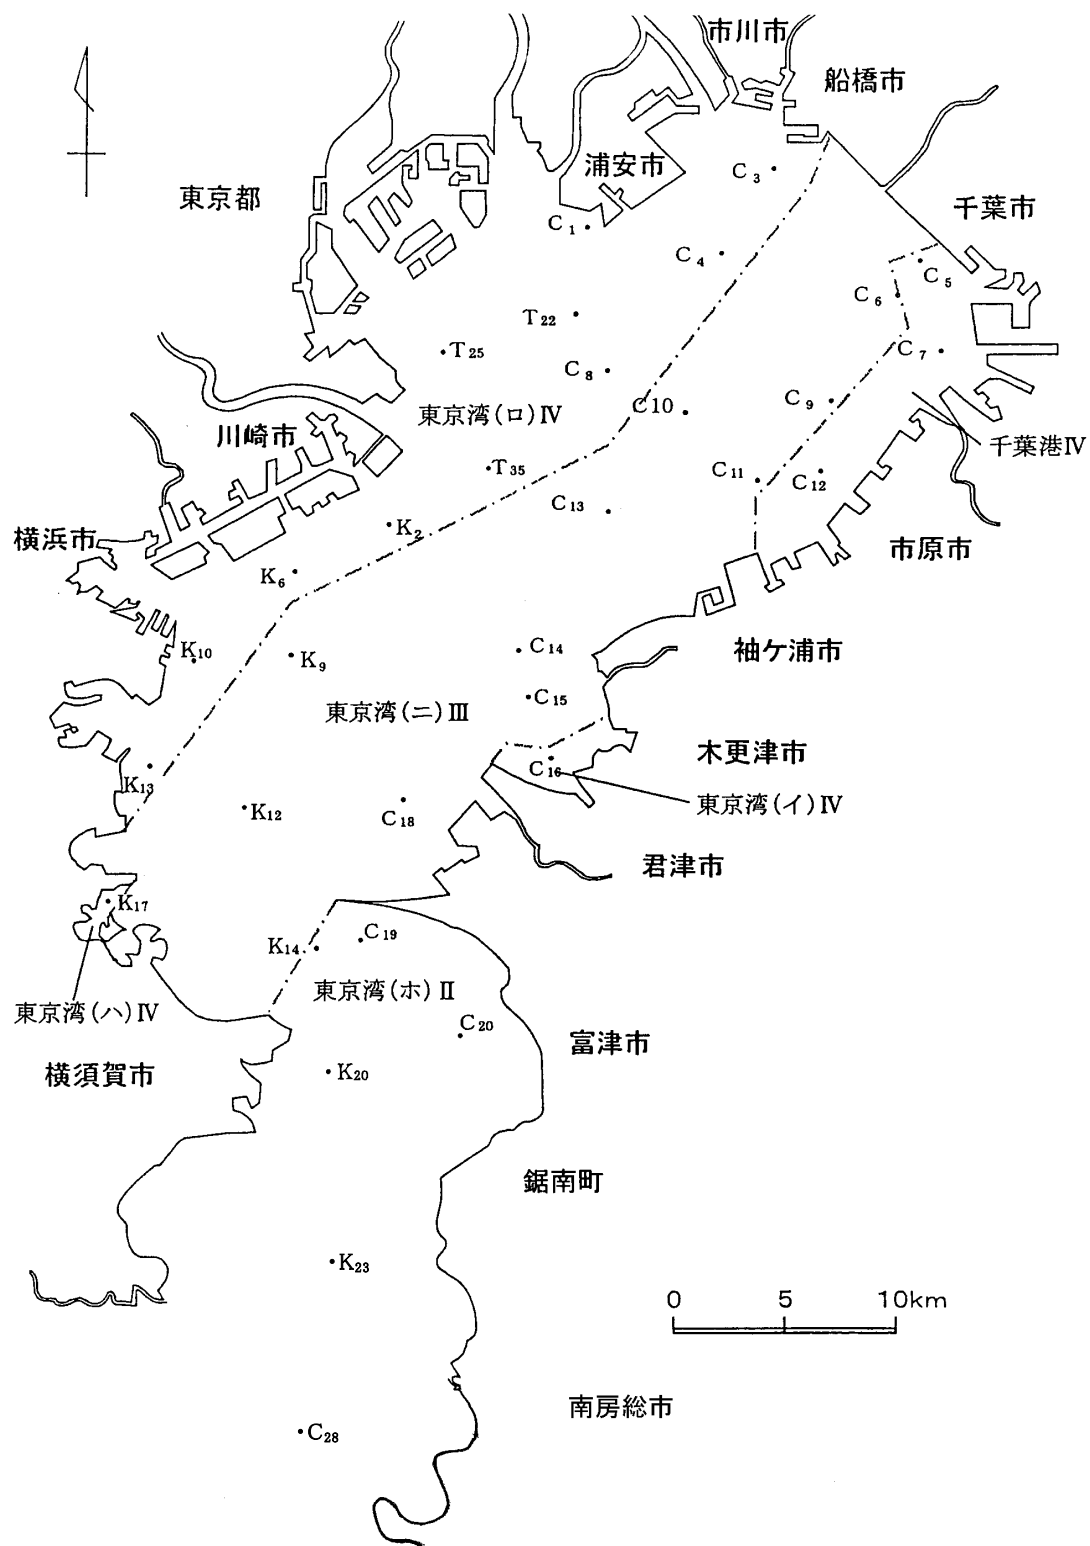 市川市
船橋市
浦安市
東京都
C3
千葉市
C1
C4
C5
C6
T22
T25
C7
C8
C9
C10
東京湾(ロ)Ⅳ
川崎市
千葉港Ⅳ
T35
C11
C12
C13
K2
横浜市
市原市
K6
K10
K9
C14
袖ケ浦市
C15
東京湾(ニ)Ⅲ
木更津市
C16
K13
東京湾(イ)Ⅳ
K12
C18
君津市
K17
K14
C19
東京湾(ホ)Ⅱ
東京湾(ハ)Ⅳ
C20
富津市
横須賀市
K20
鋸南町
K23
0 5 10km
南房総市
C28